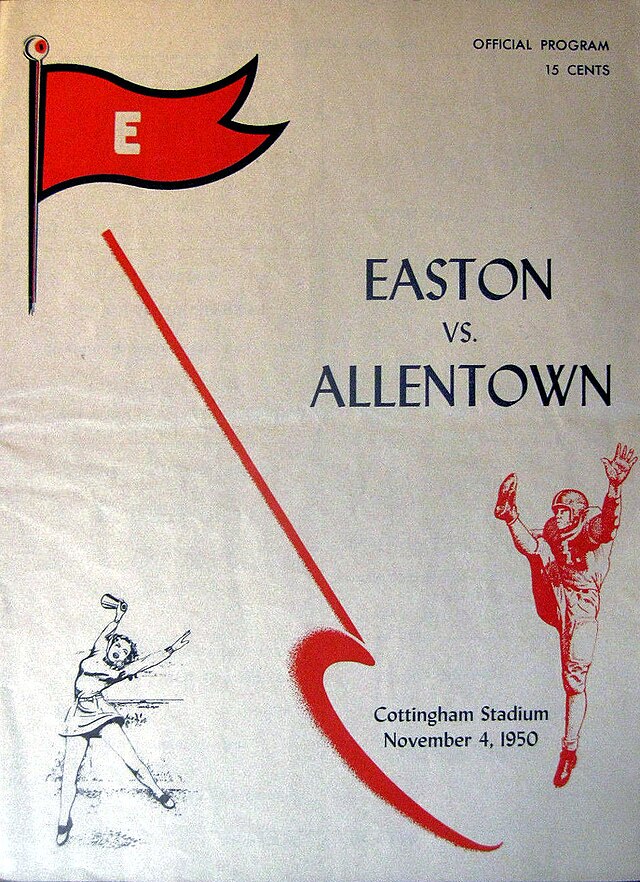 OFFICIAL PROGRAM
15 CENTS
E
EASTON
VS.
ALLENTOWN
Cottingham Stadium
November 4, 1950